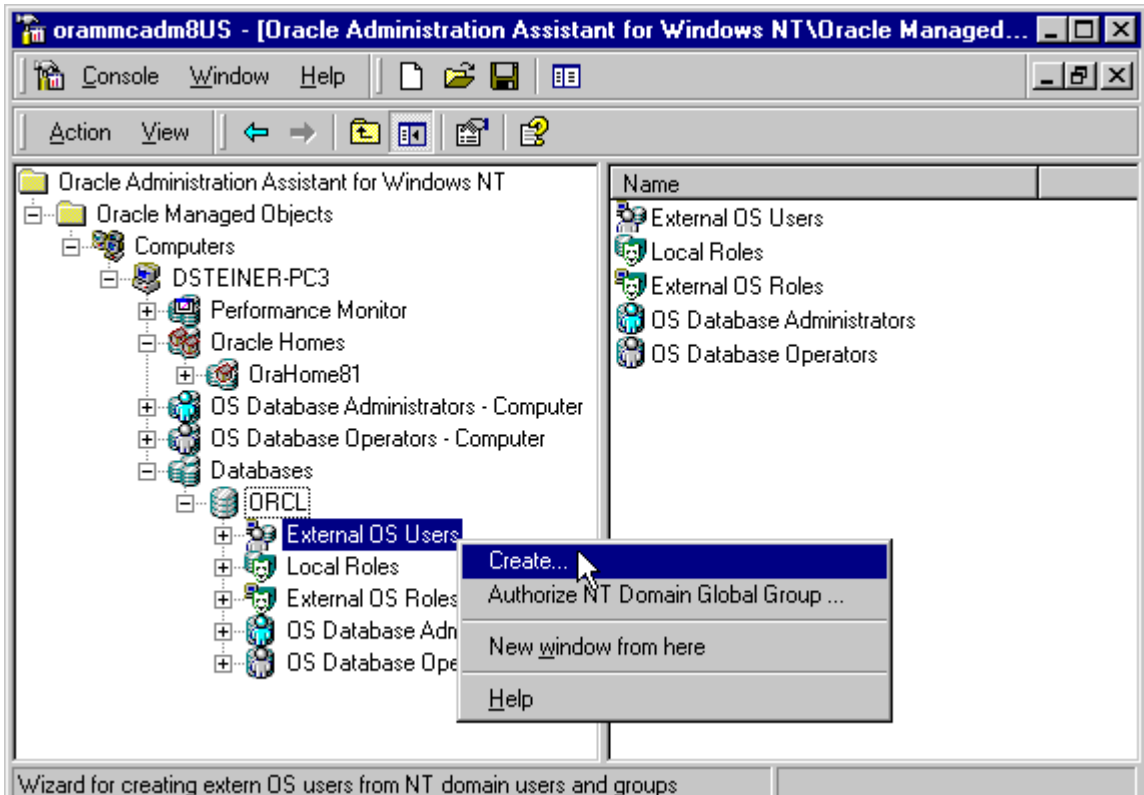 orammcadm8US - [Oracle Administration Assistant for Windows NT\Oracle Managed...
Console Window Help
Action View
Oracle Administration Assistant for Windows NT
Oracle Managed Objects
Computers
DSTEINER-PC3
Performance Monitor
Oracle Homes
OraHome81
OS Database Administrators - Computer
OS Database Operators - Computer
Databases
ORCL
External OS Users
Local Roles
External OS Roles
OS Database Adm
OS Database Ope
Create...
Authorize NT Domain Global Group ...
New window from here
Help
Name
External OS Users
Local Roles
External OS Roles
OS Database Administrators
OS Database Operators
Wizard for creating extern OS users from NT domain users and groups